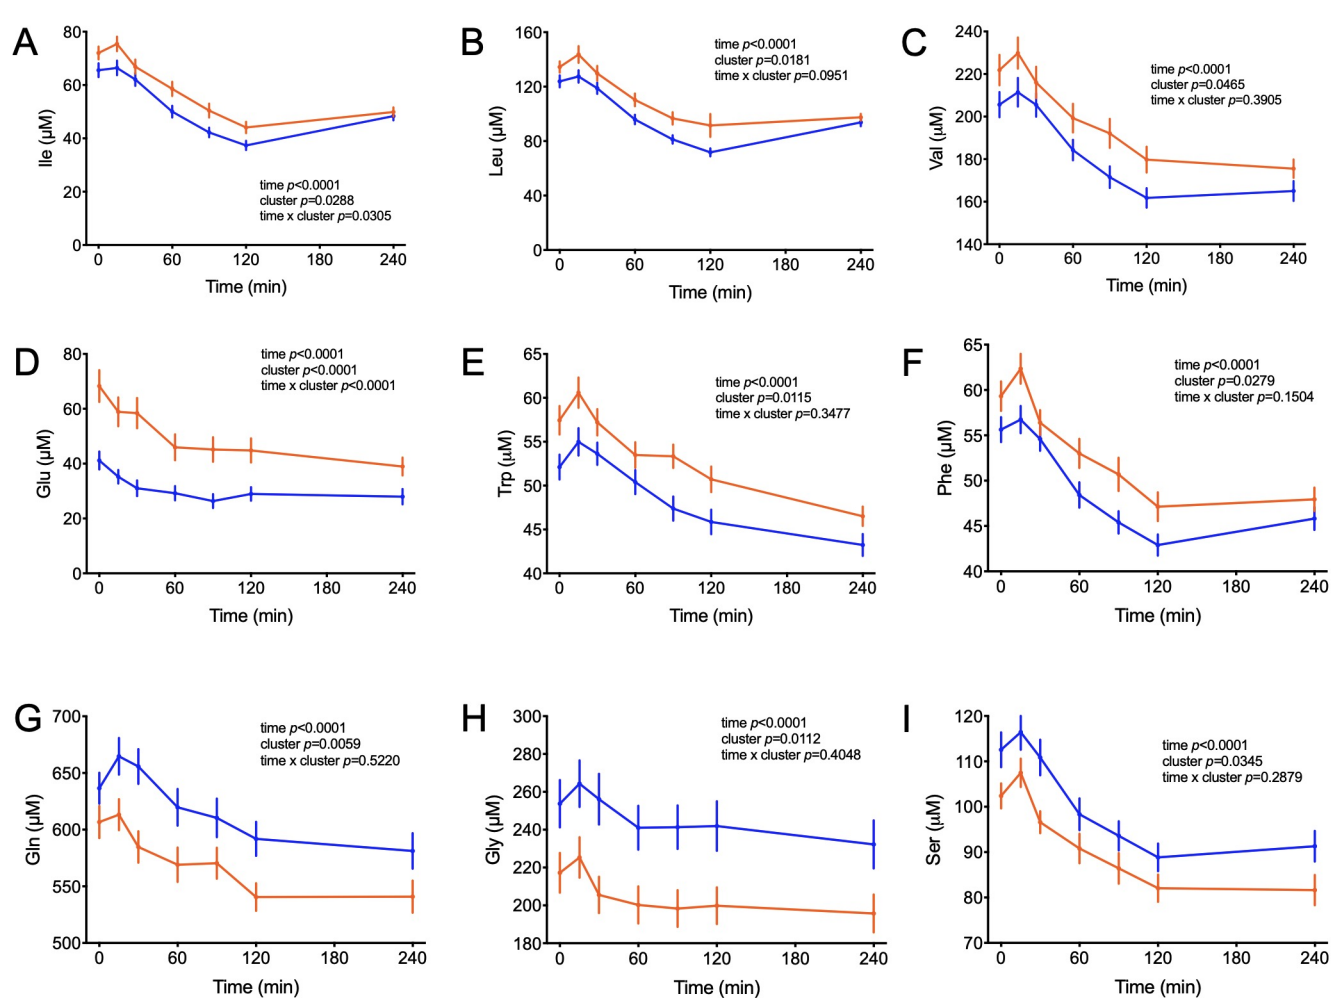 A
80
60
40
20
0
Ile (µM)
time p<0.0001
cluster p=0.0288
time x cluster p=0.0305
0 60 120 180 240
Time (min)
B
160
120
80
40
0
Leu (µM)
time p<0.0001
cluster p=0.0181
time x cluster p=0.0951
0 60 120 180 240
Time (min)
C
240
220
200
180
160
140
Val (µM)
time p<0.0001
cluster p=0.0465
time x cluster p=0.3905
0 60 120 180 240
Time (min)
D
80
60
40
20
0
Glu (µM)
time p<0.0001
cluster p<0.0001
time x cluster p<0.0001
0 60 120 180 240
Time (min)
E
65
60
55
50
45
40
Trp (µM)
time p<0.0001
cluster p=0.0115
time x cluster p=0.3477
0 60 120 180 240
Time (min)
F
65
60
55
50
45
40
Phe (µM)
time p<0.0001
cluster p=0.0279
time x cluster p=0.1504
0 60 120 180 240
Time (min)
G
700
650
600
550
500
Gln (µM)
time p<0.0001
cluster p=0.0059
time x cluster p=0.5220
0 60 120 180 240
Time (min)
H
300
280
260
240
220
200
180
Gly (µM)
time p<0.0001
cluster p=0.0112
time x cluster p=0.4048
0 60 120 180 240
Time (min)
I
120
110
100
90
80
70
Ser (µM)
time p<0.0001
cluster p=0.0345
time x cluster p=0.2879
0 60 120 180 240
Time (min)